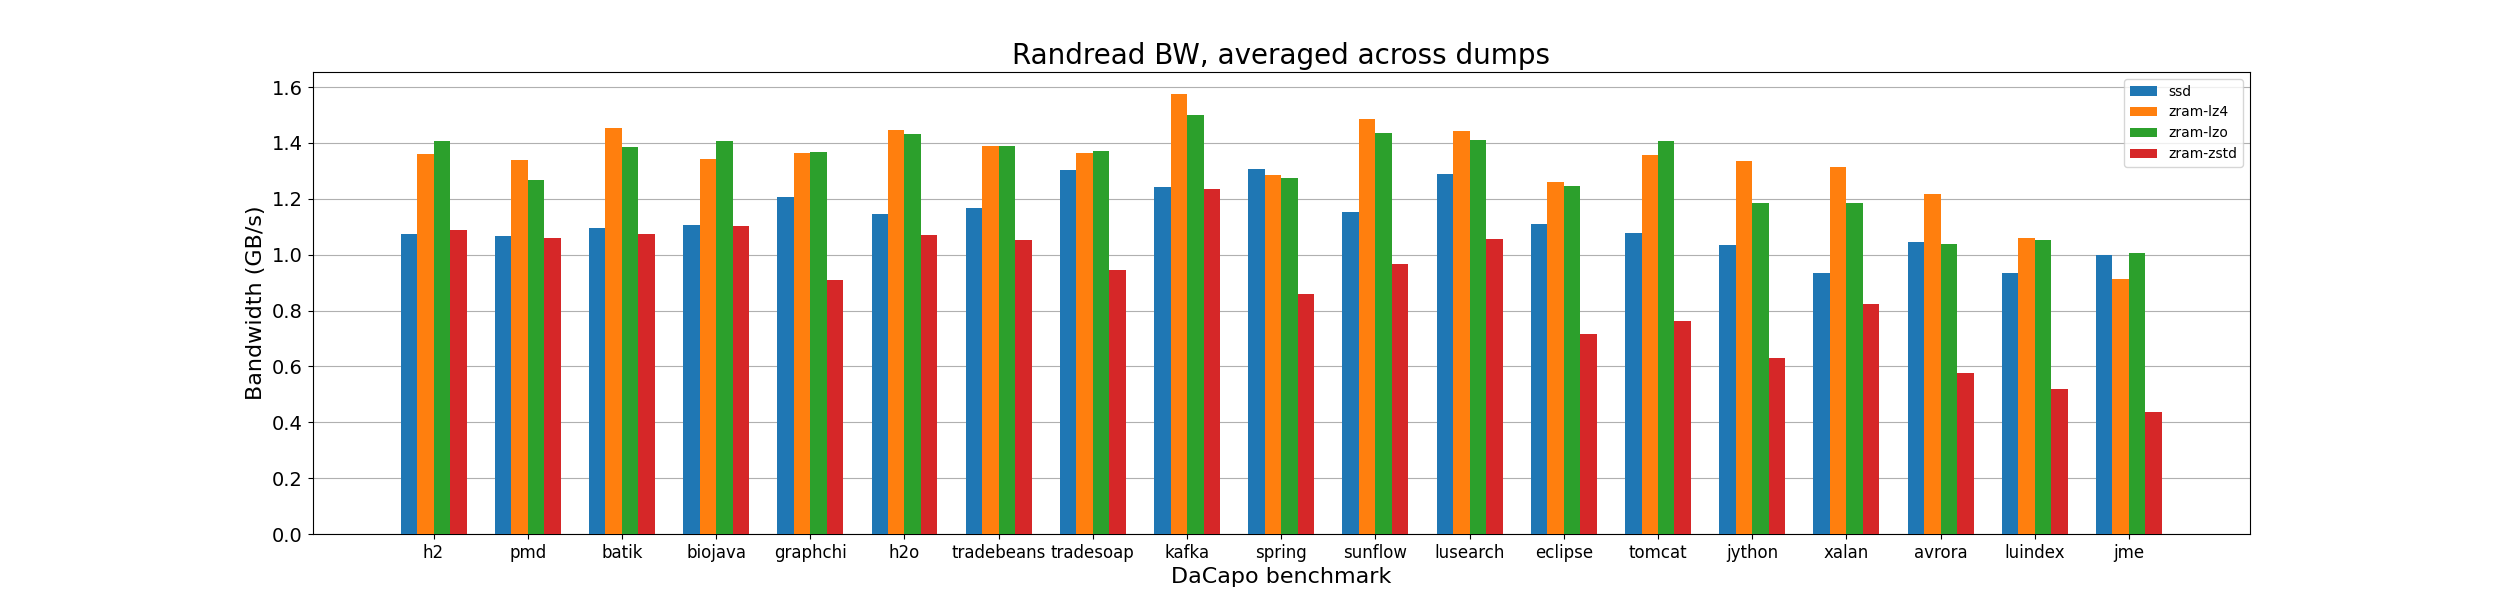 Randread BW, averaged across dumps
1.6
1.4
1.2
1.0
0.8
0.6
0.4
0.2
0.0
Bandwidth (GB/s)
ssd
zram-lz4
zram-lzo
zram-zstd
h2 pmd batik biojava graphchi h2o tradebeans tradesoap kafka spring sunflow lusearch eclipse tomcat jython xalan avrora luindex jme
DaCapo benchmark